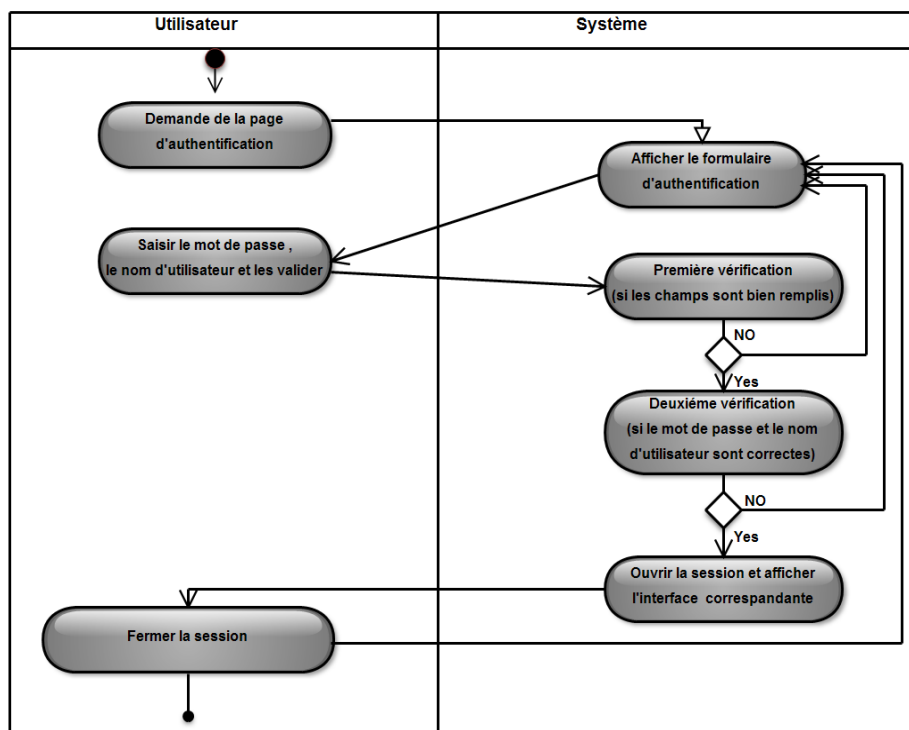 Utilisateur
Système
Demande de la page
d'authentification
Afficher le formulaire
d'authentification
Saisir le mot de passe ,
le nom d'utilisateur et les valider
Première vérification
(si les champs sont bien remplis)
NO
Yes
Deuxiéme vérification
(si le mot de passe et le nom
d'utilisateur sont correctes)
NO
Yes
Ouvrir la session et afficher
l'interface correspandante
Fermer la session